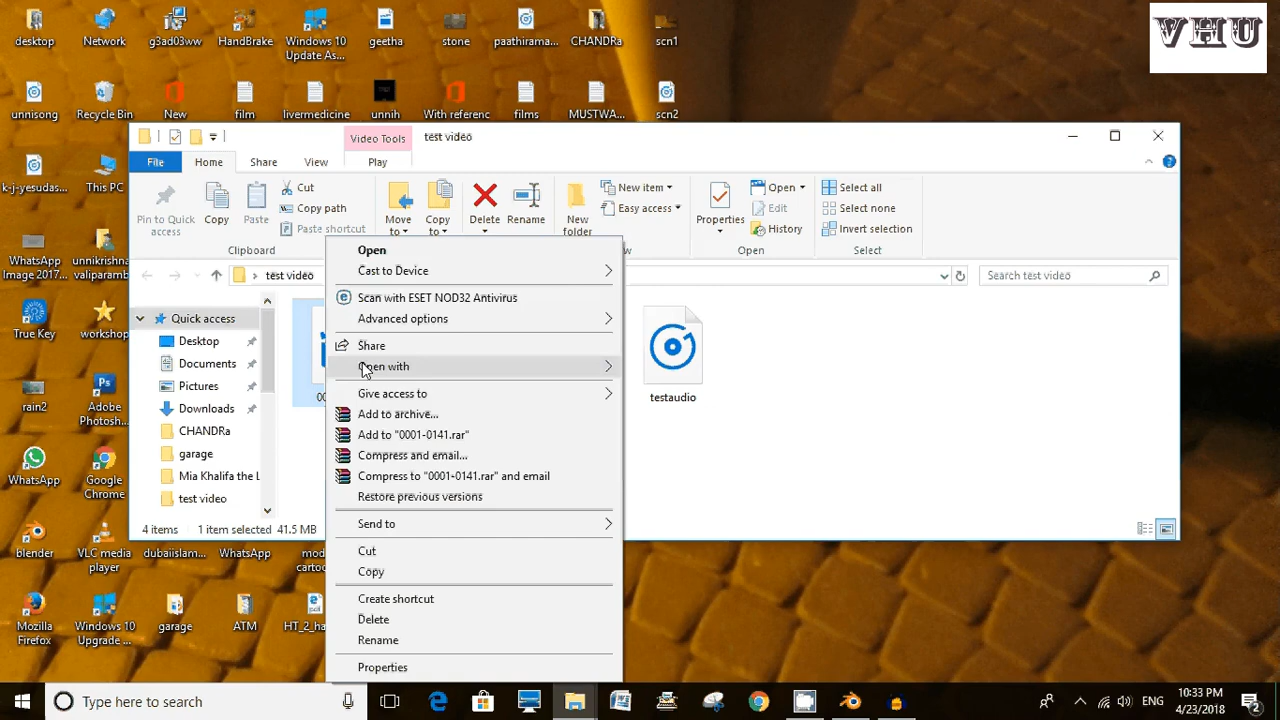 desktop
Network
g3ad03ww
HandBrake
Windows 10
Update As...
geetha
stone
paathirama...
CHANDRa
scn1
VHU
unnisong
Recycle Bin
New
film
livermedicine
unnih
With referenc
films
MUSTWA...
scn2
Video Tools
test video
File
Home
Share
View
Play
k-j-yesudas...
This PC
Pin to Quick
access
Copy
Paste
Cut
Copy path
Paste shortcut
Clipboard
Move
to
Copy
to
Delete
Rename
New
folder
New item
Easy access
Properties
Open
Edit
History
Open
Select all
Select none
Invert selection
Select
WhatsApp
Image 2017...
unnikrishna
valiparamb
test video
Search test video
True Key
workshop
Quick access
Desktop
Documents
Pictures
Downloads
CHANDRa
garage
Mia Khalifa the L
test video
testaudio
rain2
Adobe
Photosh...
WhatsApp
Google
Chrome
4 items
1 item selected
41.5 MB
Open
Cast to Device
Scan with ESET NOD32 Antivirus
Advanced options
Share
Open with
Give access to
Add to archive...
Add to "0001-0141.rar"
Compress and email...
Compress to "0001-0141.rar" and email
Restore previous versions
Send to
Cut
Copy
Create shortcut
Delete
Rename
Properties
blender
VLC media
player
dubaiislam...
WhatsApp
mod
cartoo
Mozilla
Firefox
Windows 10
Upgrade ...
garage
ATM
HT_2_ha
Type here to search
ENG
10:33 PM
4/23/2018
2